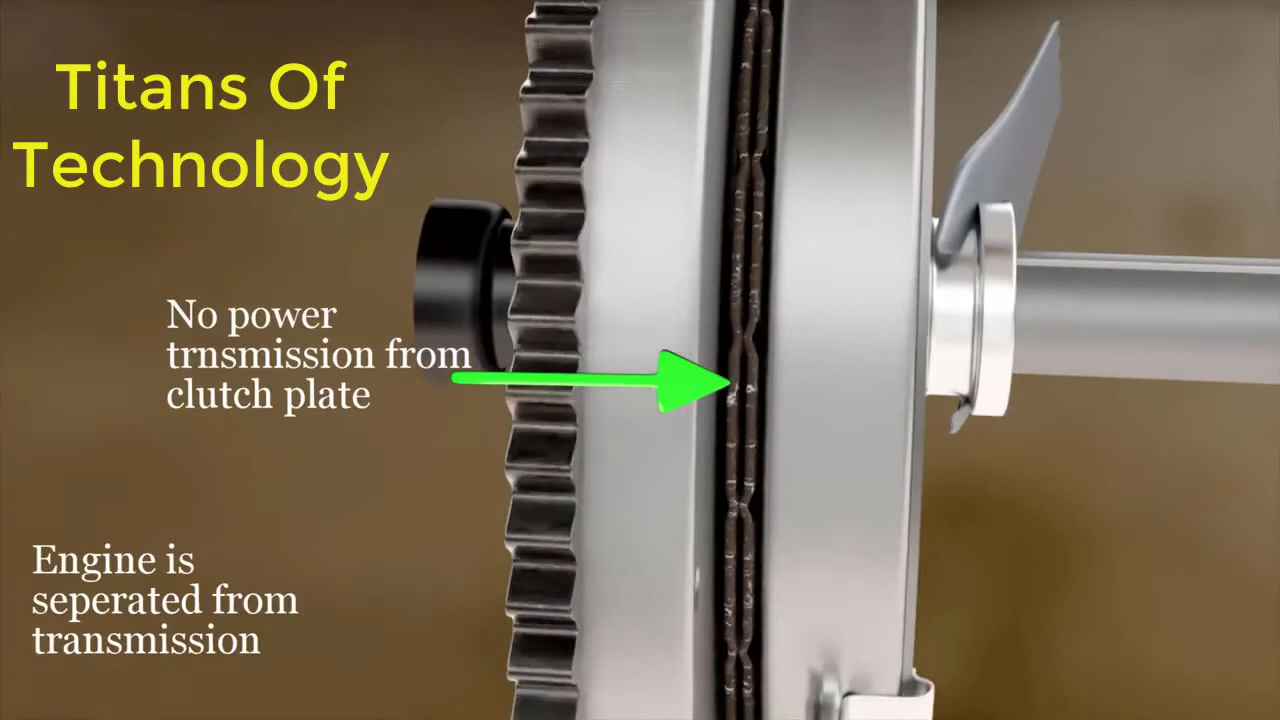 Titans Of
Technology
No power
trnsmission from
clutch plate
Engine is
seperated from
transmission